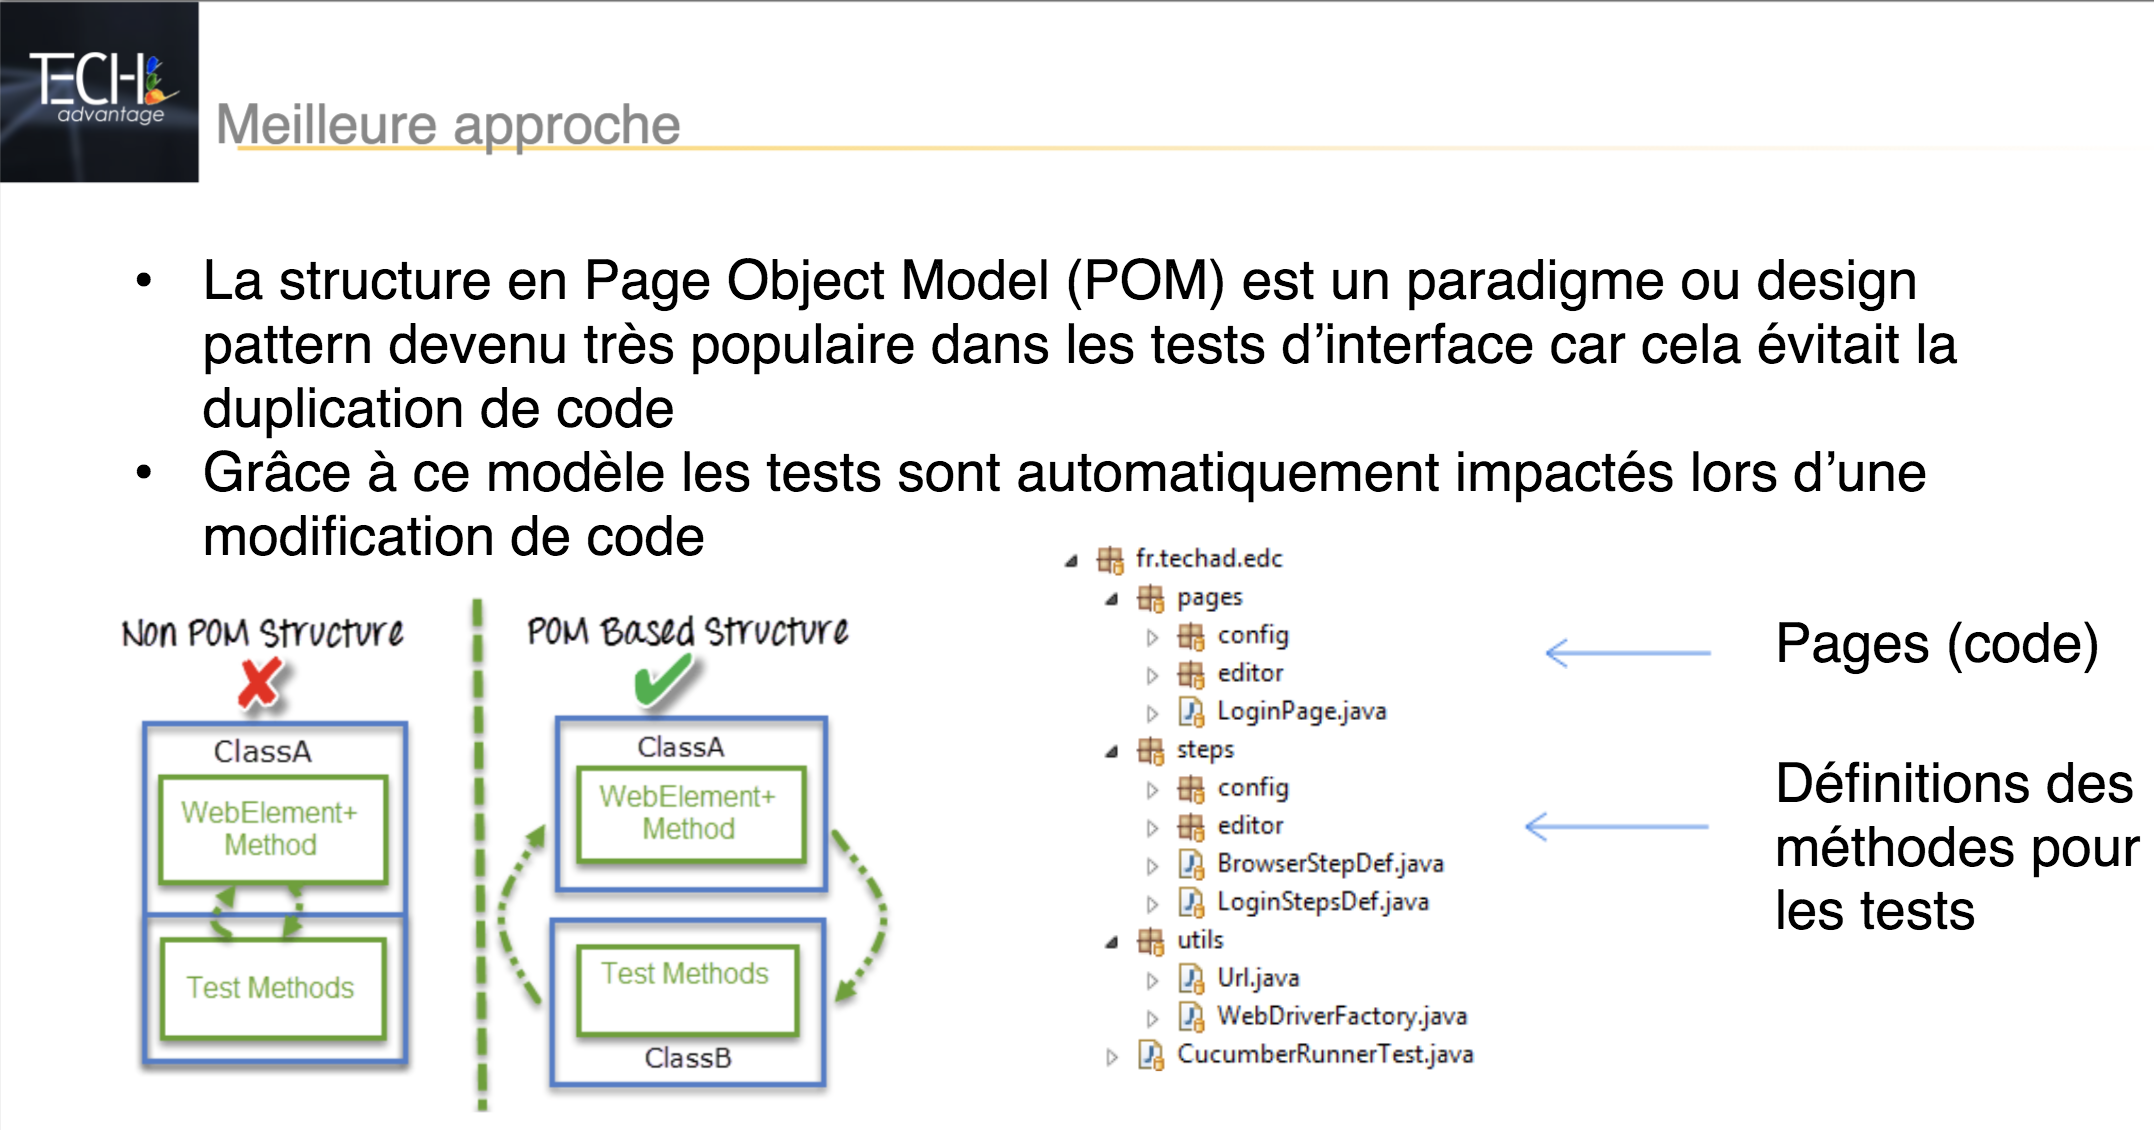 TECH
advantage
Meilleure approche
• La structure en Page Object Model (POM) est un paradigme ou design
pattern devenu très populaire dans les tests d’interface car cela évitait la
duplication de code
• Grâce à ce modèle les tests sont automatiquement impactés lors d’une
modification de code
Non POM Structure
ClassA
WebElement+
Method
Test Methods
POM Based Structure
ClassA
WebElement+
Method
Test Methods
ClassB
fr.techad.edc
pages
config
editor
LoginPage.java
steps
config
editor
BrowserStepDef.java
LoginStepsDef.java
utils
Url.java
WebDriverFactory.java
CucumberRunnerTest.java
Pages (code)
Définitions des
méthodes pour
les tests